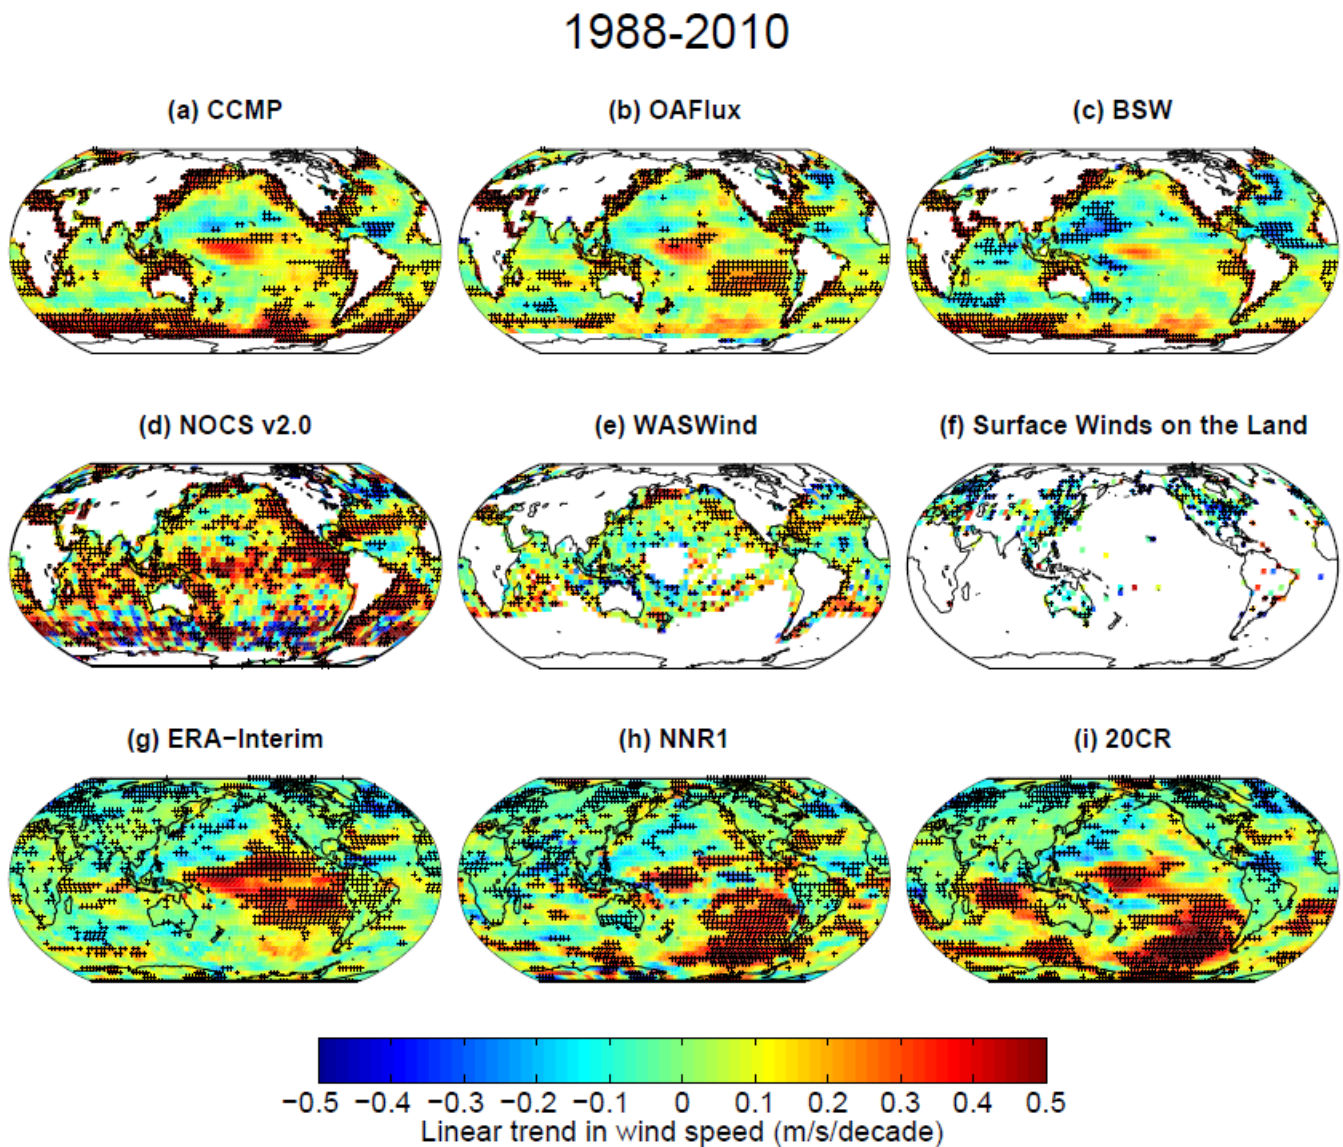 1988-2010
(a) CCMP
(b) OAFlux
(c) BSW
(d) NOCS v2.0
(e) WASWind
(f) Surface Winds on the Land
(g) ERA−Interim
(h) NNR1
(i) 20CR
−0.5 −0.4 −0.3 −0.2 −0.1 0 0.1 0.2 0.3 0.4 0.5
Linear trend in wind speed (m/s/decade)